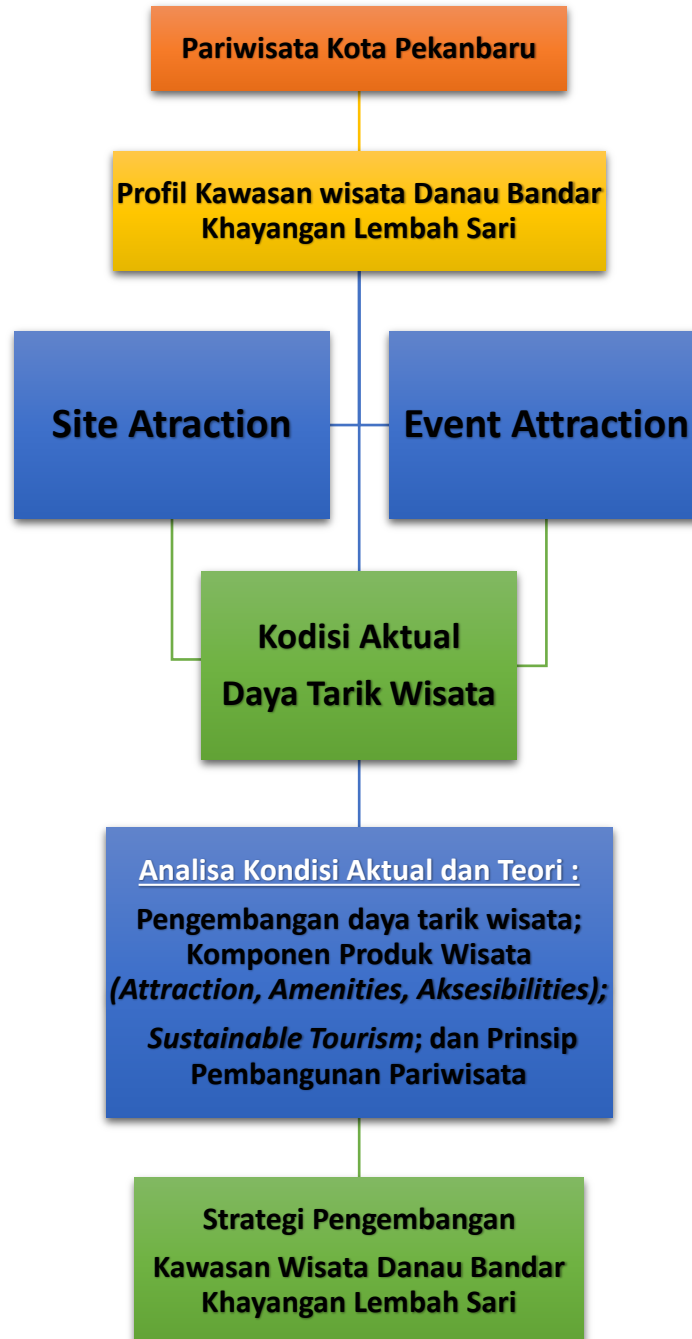 Pariwisata Kota Pekanbaru
Profil Kawasan wisata Danau Bandar
Khayangan Lembah Sari
Site Atraction
Event Attraction
Kodisi Aktual
Daya Tarik Wisata
Analisa Kondisi Aktual dan Teori :
Pengembangan daya tarik wisata;
Komponen Produk Wisata
(Attraction, Amenities, Aksesibilities);
Sustainable Tourism; dan Prinsip
Pembangunan Pariwisata
Strategi Pengembangan
Kawasan Wisata Danau Bandar
Khayangan Lembah Sari